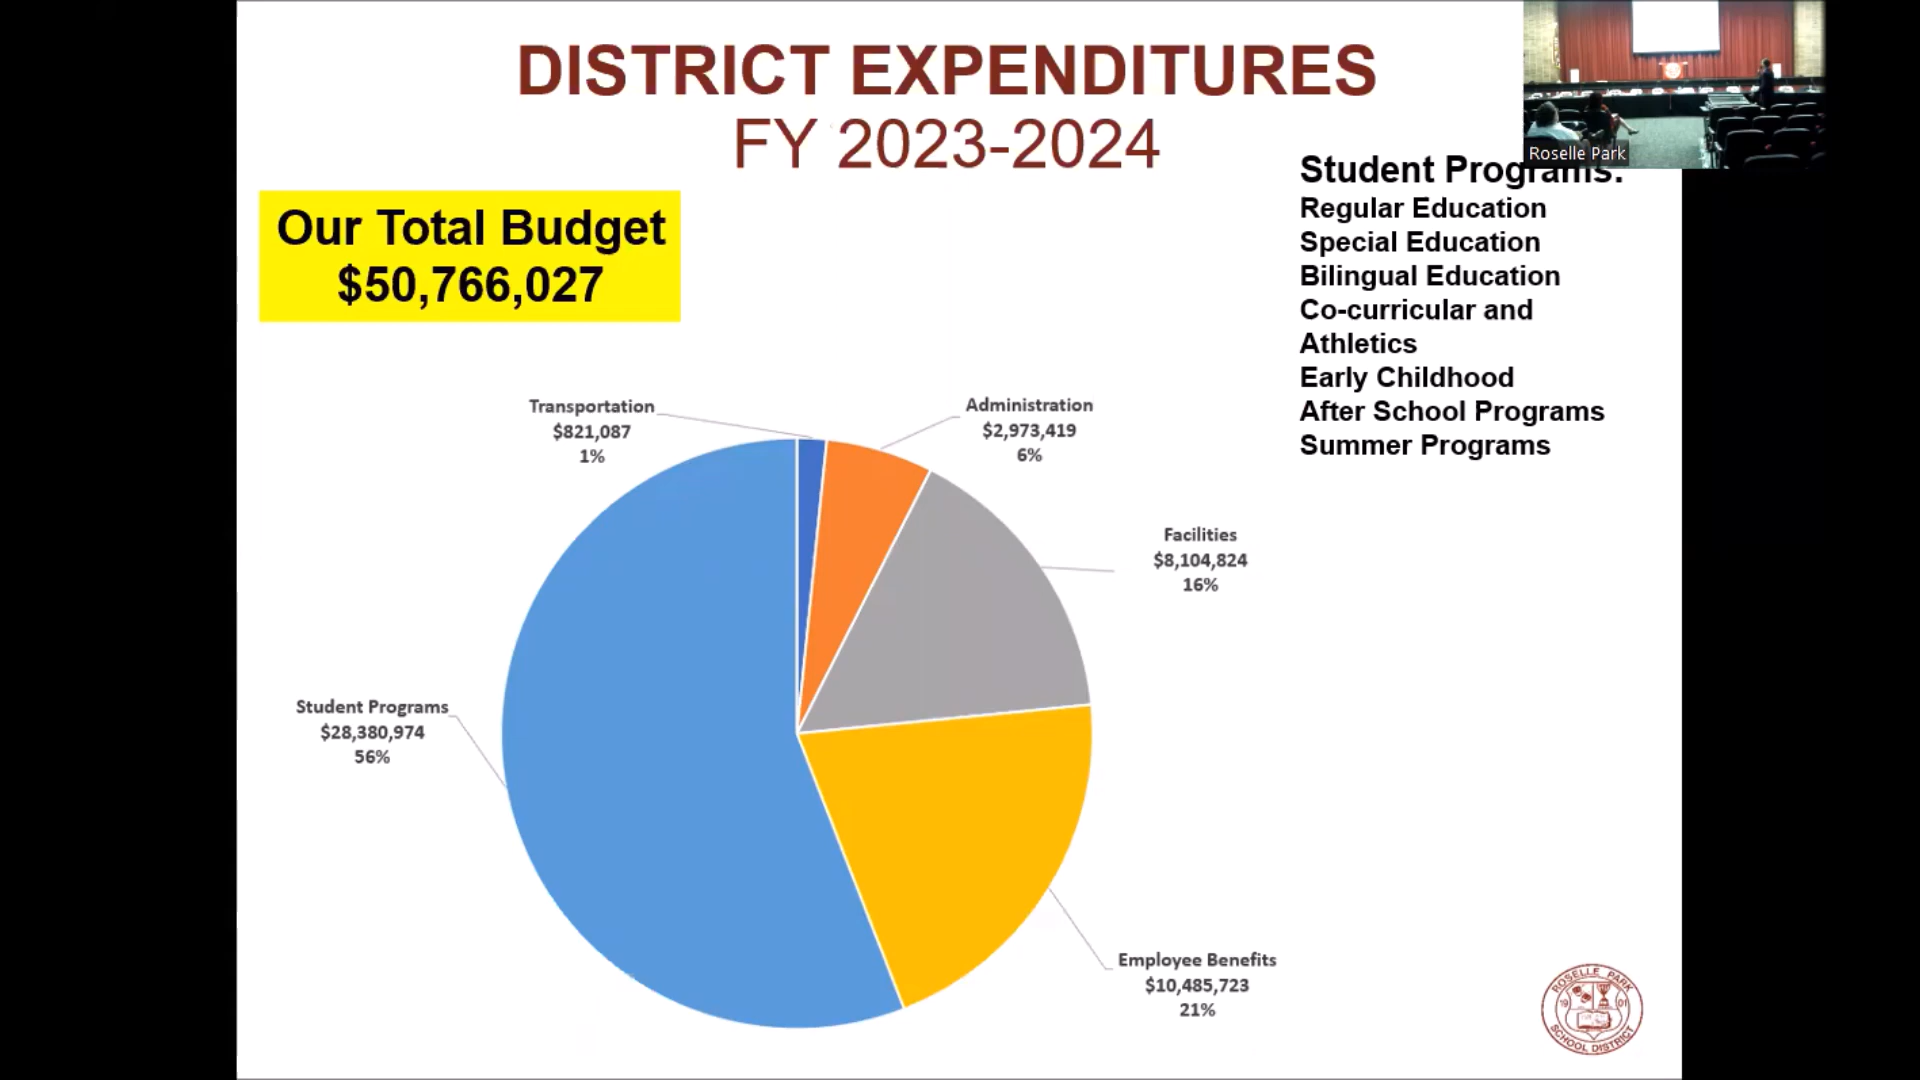 DISTRICT EXPENDITURES
FY 2023-2024
Roselle Park
Our Total Budget
$50,766,027
Student Programs:
Regular Education
Special Education
Bilingual Education
Co-curricular and
Athletics
Early Childhood
After School Programs
Summer Programs
Transportation
$821,087
1%
Administration
$2,973,419
6%
Facilities
$8,104,824
16%
Student Programs
$28,380,974
56%
Employee Benefits
$10,485,723
21%
ROSELLE PARK
19 01
SCHOOL DISTRICT